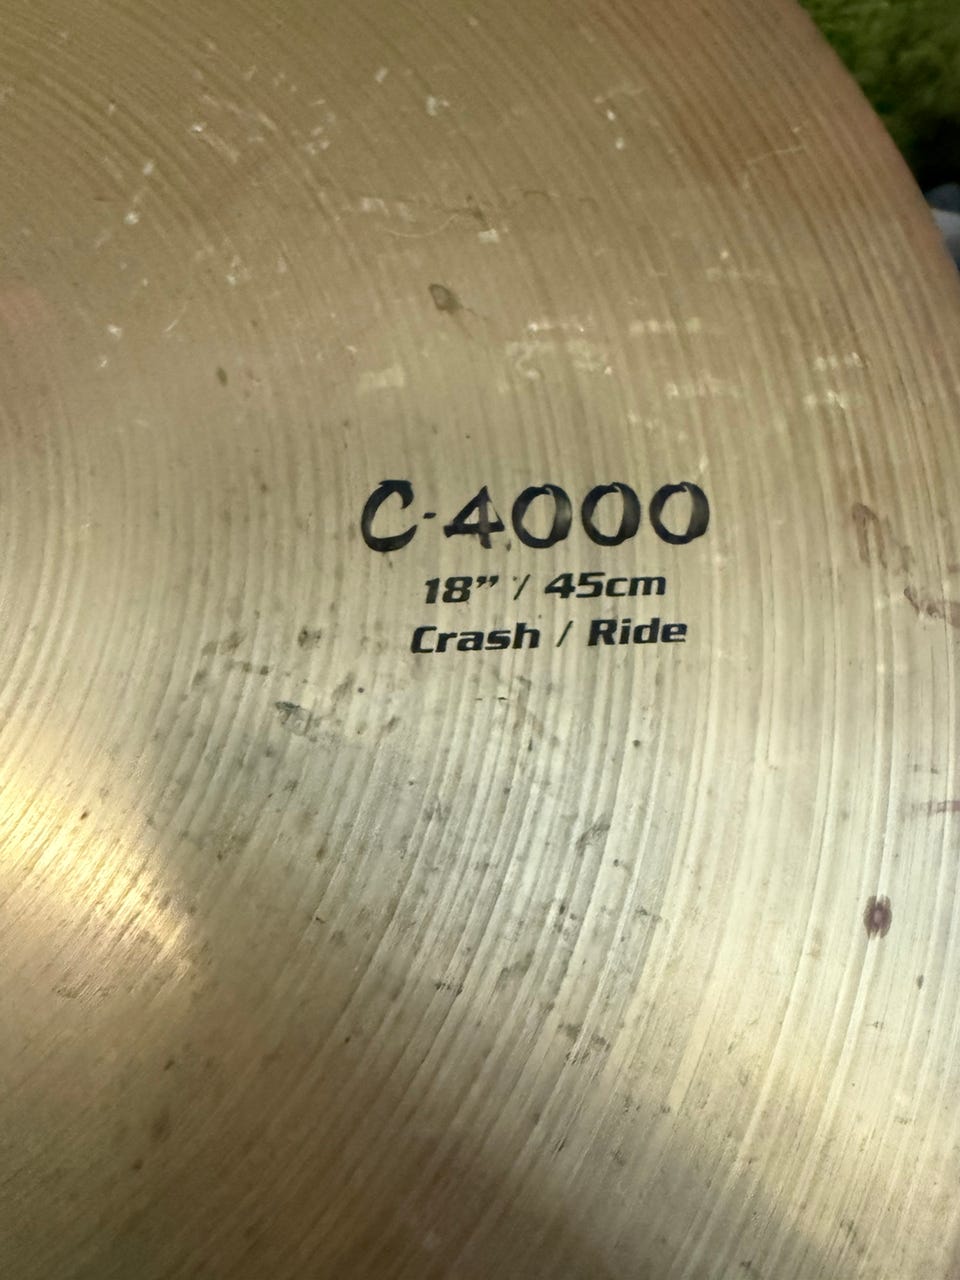 C-4000
18” / 45cm
Crash / Ride